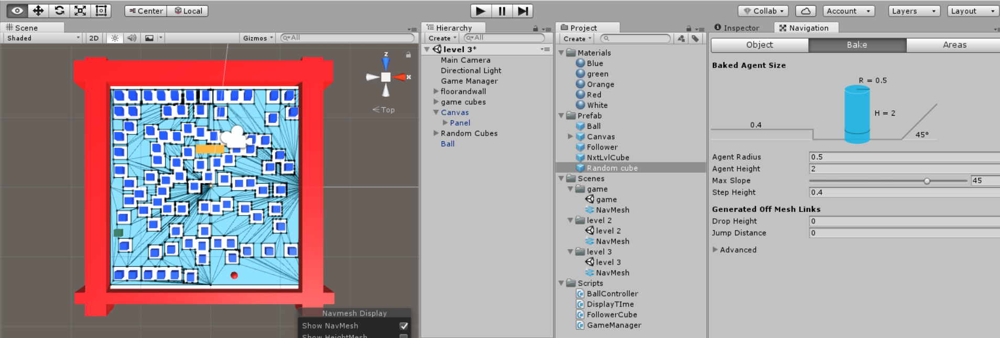 Center Local
Collab Account Layers Layout
Scene
Shaded 2D Gizmos All
z
x
Top
Navmesh Display
Show NavMesh
Show HeightMesh
Hierarchy
Create All
level 3*
Main Camera
Directional Light
Game Manager
floorandwall
game cubes
Canvas
Panel
Random Cubes
Ball
Project
Create
Materials
Blue
green
Orange
Red
White
Prefab
Ball
Canvas
Follower
NxtLvlCube
Random cube
Scenes
game
game
NavMesh
level 2
level 2
NavMesh
level 3
level 3
NavMesh
Scripts
BallController
DisplayTIme
FollowerCube
GameManager
Inspector Navigation
Object Bake Areas
Baked Agent Size
R = 0.5
H = 2
0.4
45°
Agent Radius 0.5
Agent Height 2
Max Slope 45
Step Height 0.4
Generated Off Mesh Links
Drop Height 0
Jump Distance 0
Advanced